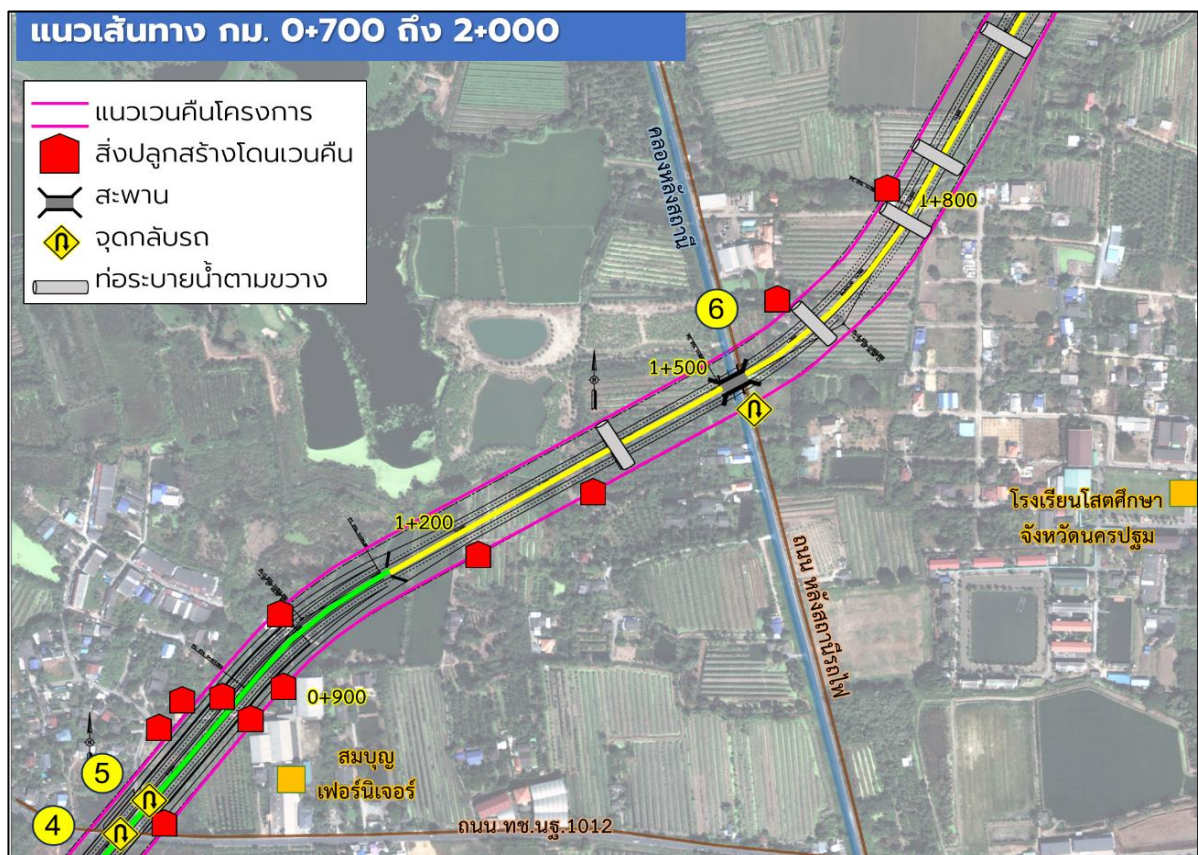 แนวเส้นทาง กม. 0+700 ถึง 2+000
แนวเวนคืนโครงการ
สิ่งปลูกสร้างโดนเวนคืน
สะพาน
จุดกลับรถ
ท่อระบายน้ำตามขวาง
คลองหลังสถานี
1+800
6
1+500
1+200
โรงเรียนโสตศึกษา
จังหวัดนครปฐม
ถนน หลังสถานีรถไฟ
0+900
สมบุญ
เฟอร์นิเจอร์
5
4
ถนน ทช.นฐ.1012